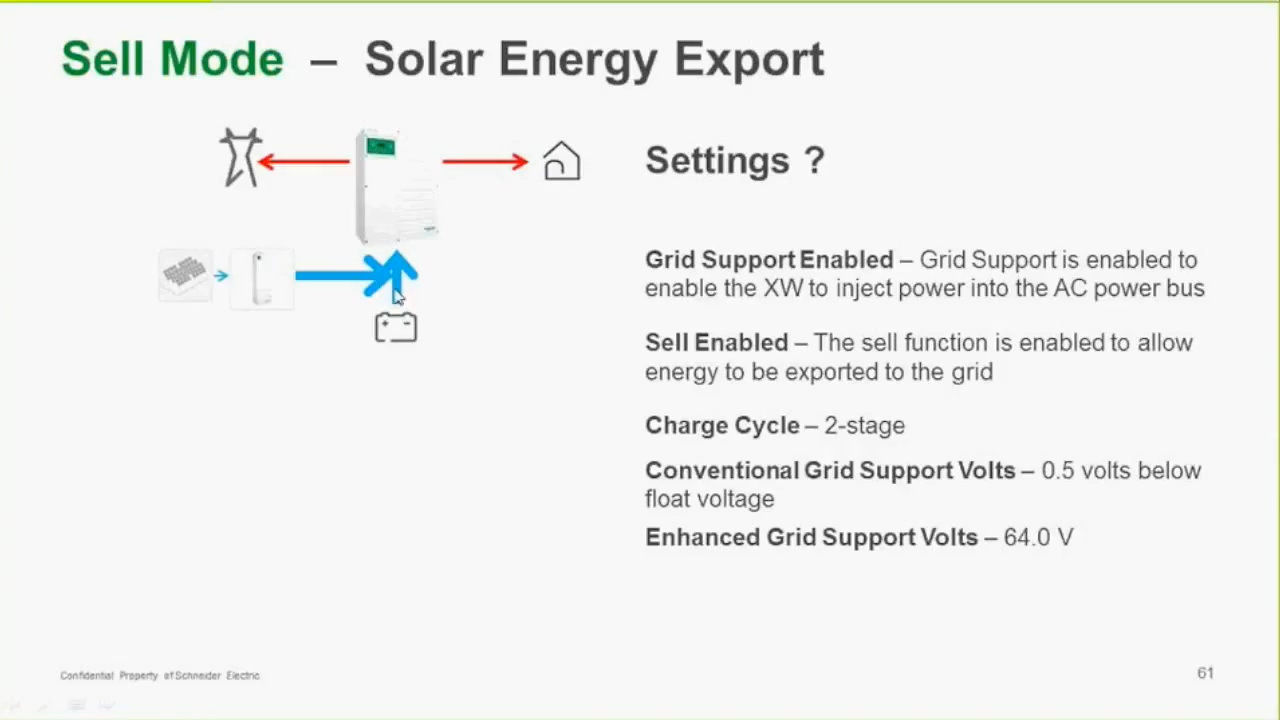 Sell Mode – Solar Energy Export
Settings ?
Grid Support Enabled – Grid Support is enabled to
enable the XW to inject power into the AC power bus
Sell Enabled – The sell function is enabled to allow
energy to be exported to the grid
Charge Cycle – 2-stage
Conventional Grid Support Volts – 0.5 volts below
float voltage
Enhanced Grid Support Volts – 64.0 V
Confidential Property of Schneider Electric
61